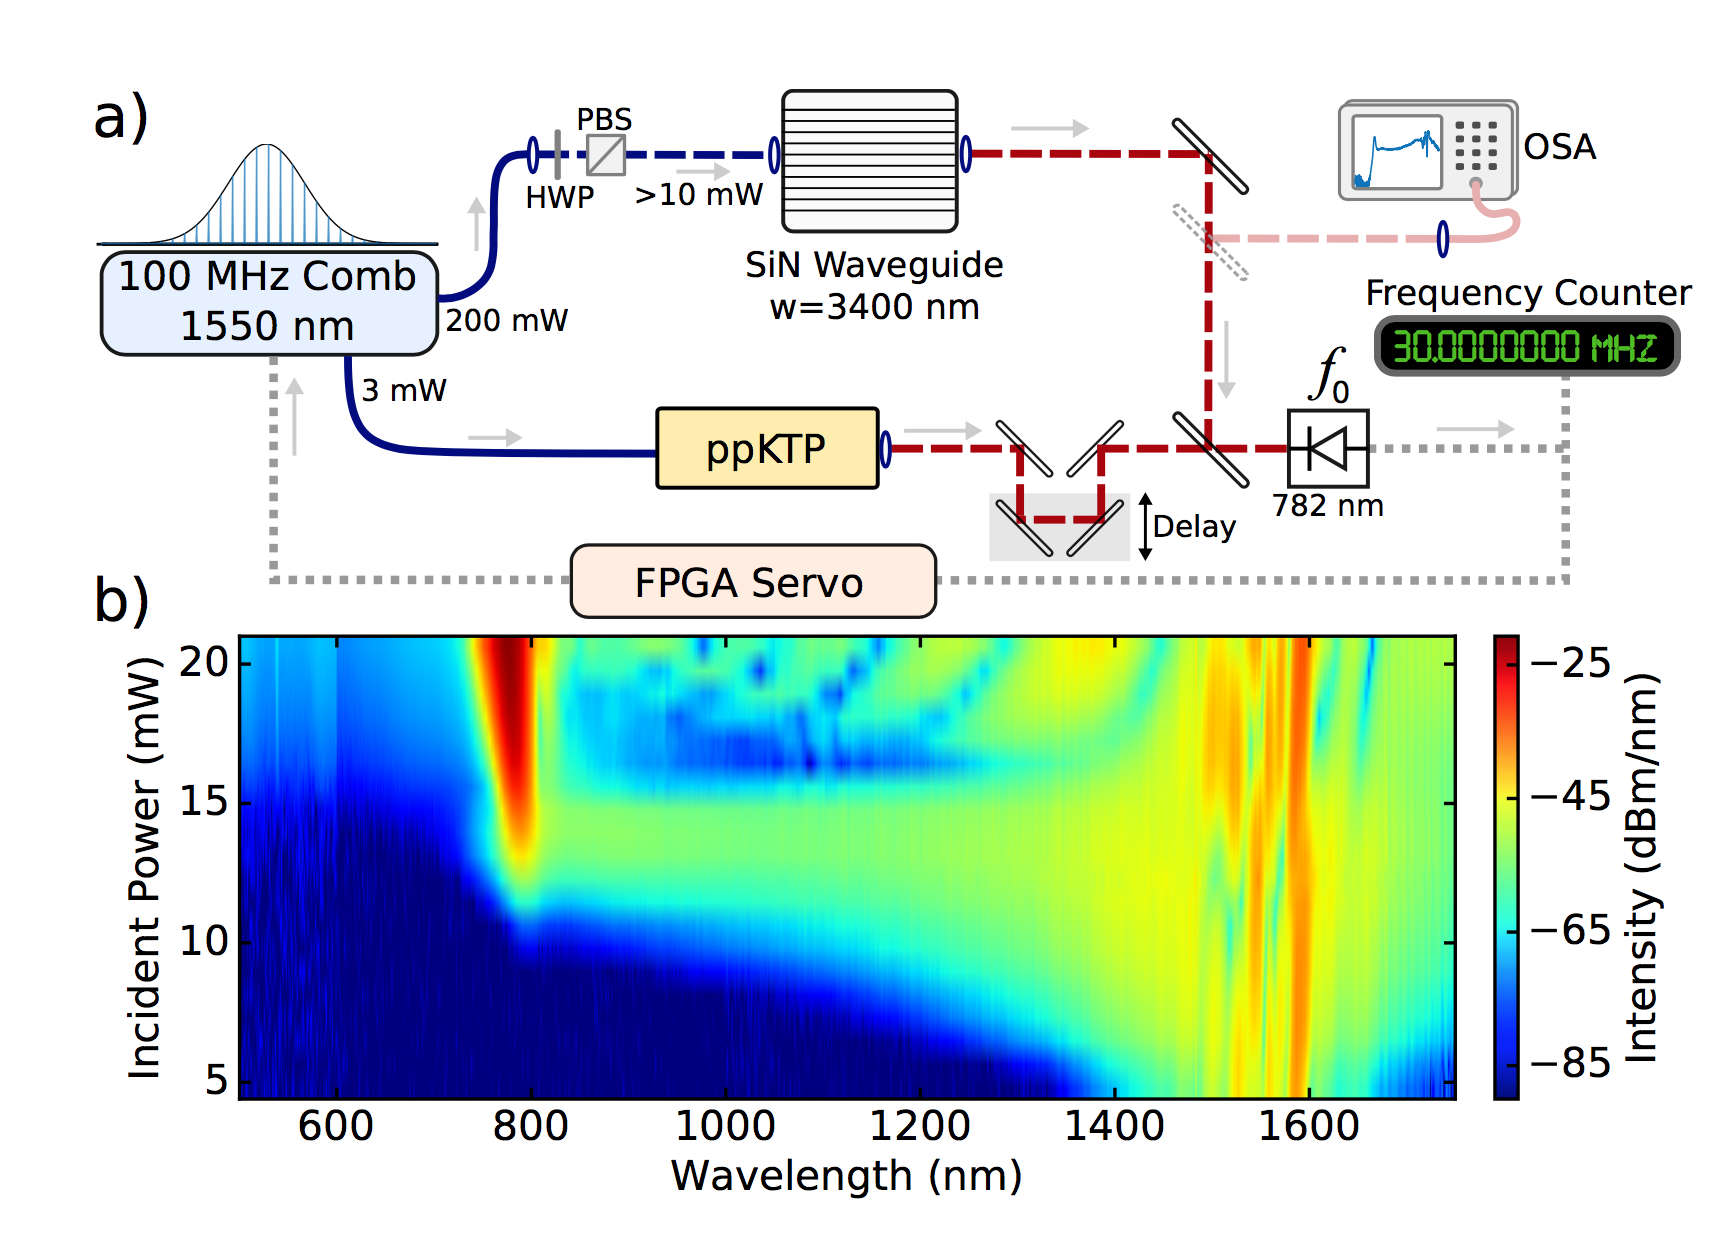 a)
100 MHz Comb
1550 nm
200 mW
3 mW
HWP
PBS
>10 mW
SiN Waveguide
w=3400 nm
OSA
Frequency Counter
30.0000000 MHZ
f0
782 nm
ppKTP
Delay
FPGA Servo
b)
Incident Power (mW)
20
15
10
5
600 800 1000 1200 1400 1600
Wavelength (nm)
−25
−45
−65
−85
Intensity (dBm/nm)